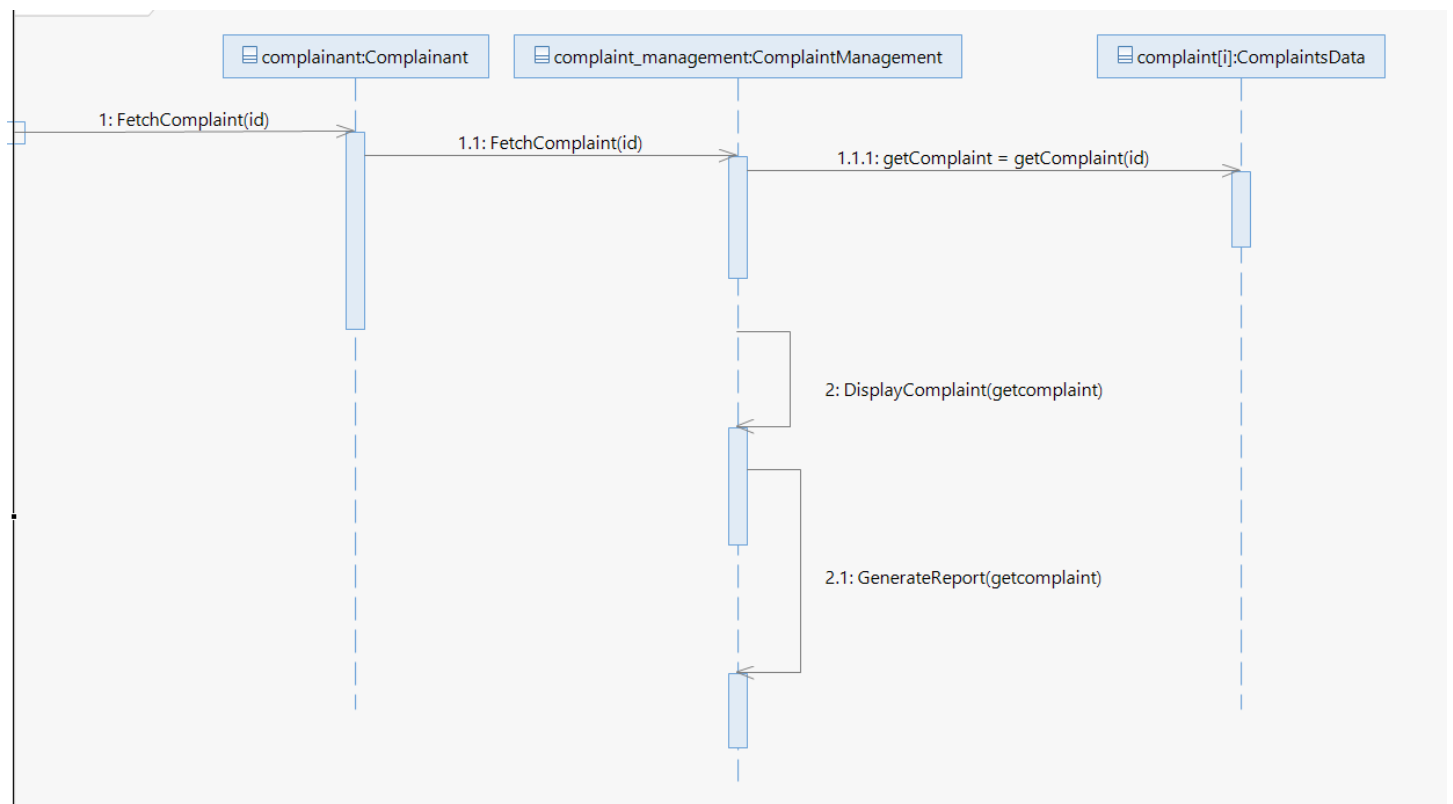 complainant:Complainant
complaint_management:ComplaintManagement
complaint[i]:ComplaintsData
1: FetchComplaint(id)
1.1: FetchComplaint(id)
1.1.1: getComplaint = getComplaint(id)
2: DisplayComplaint(getcomplaint)
2.1: GenerateReport(getcomplaint)